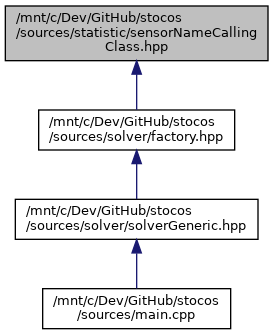 /mnt/c/Dev/GitHub/stocos
/sources/statistic/sensorNameCalling
Class.hpp
/mnt/c/Dev/GitHub/stocos
/sources/solver/factory.hpp
/mnt/c/Dev/GitHub/stocos
/sources/solver/solverGeneric.hpp
/mnt/c/Dev/GitHub/stocos
/sources/main.cpp